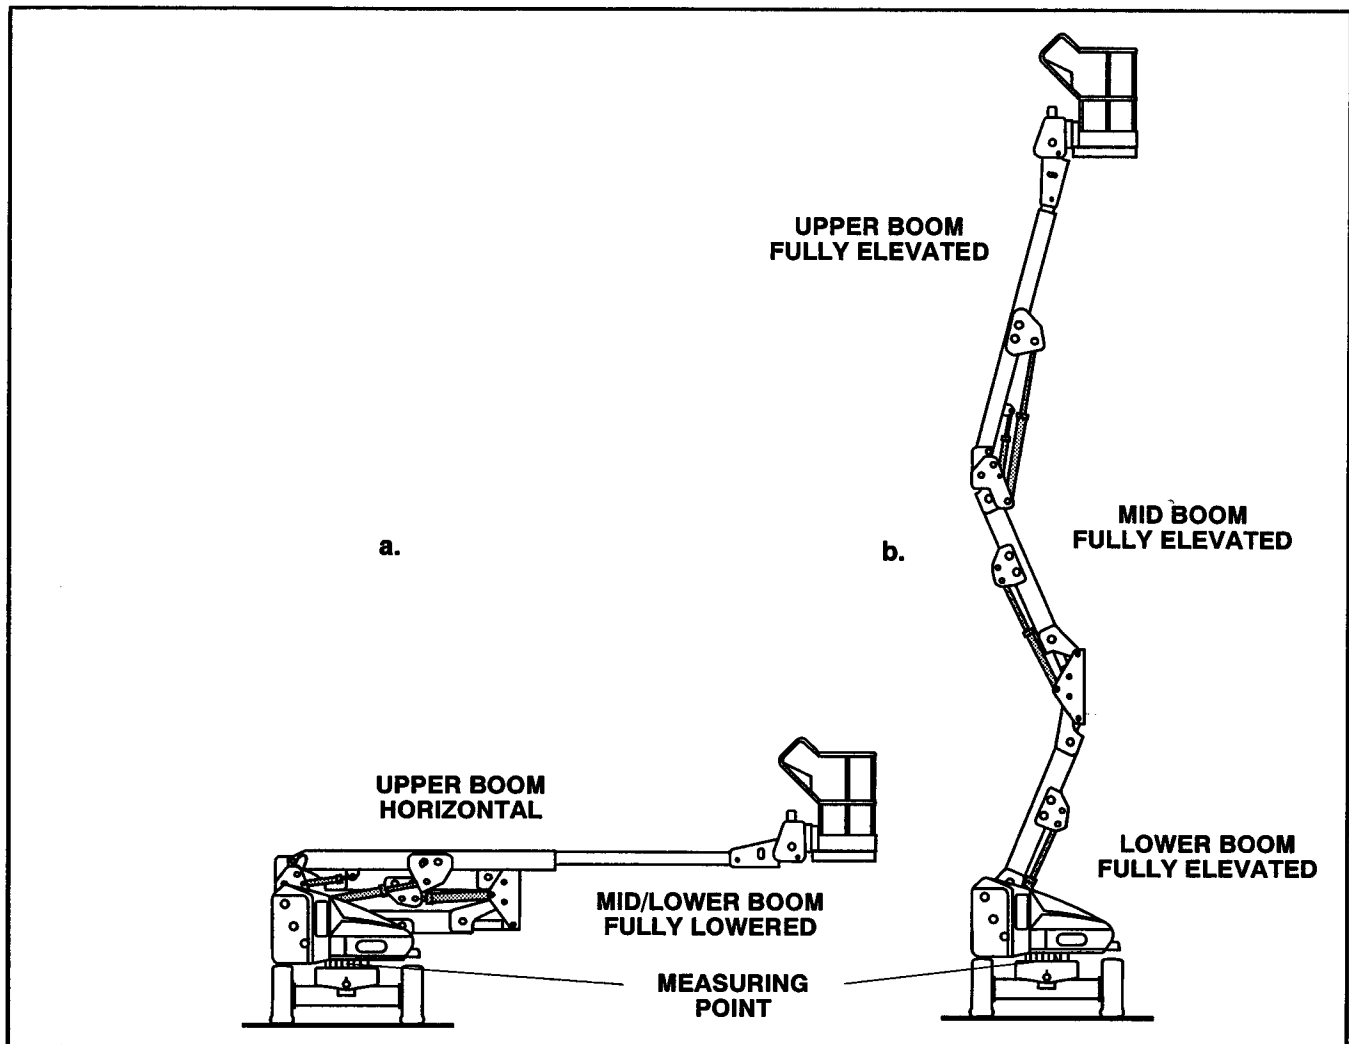 UPPER BOOM
FULLY ELEVATED
MID BOOM
FULLY ELEVATED
a.
b.
UPPER BOOM
HORIZONTAL
LOWER BOOM
FULLY ELEVATED
MID/LOWER BOOM
FULLY LOWERED
MEASURING
POINT